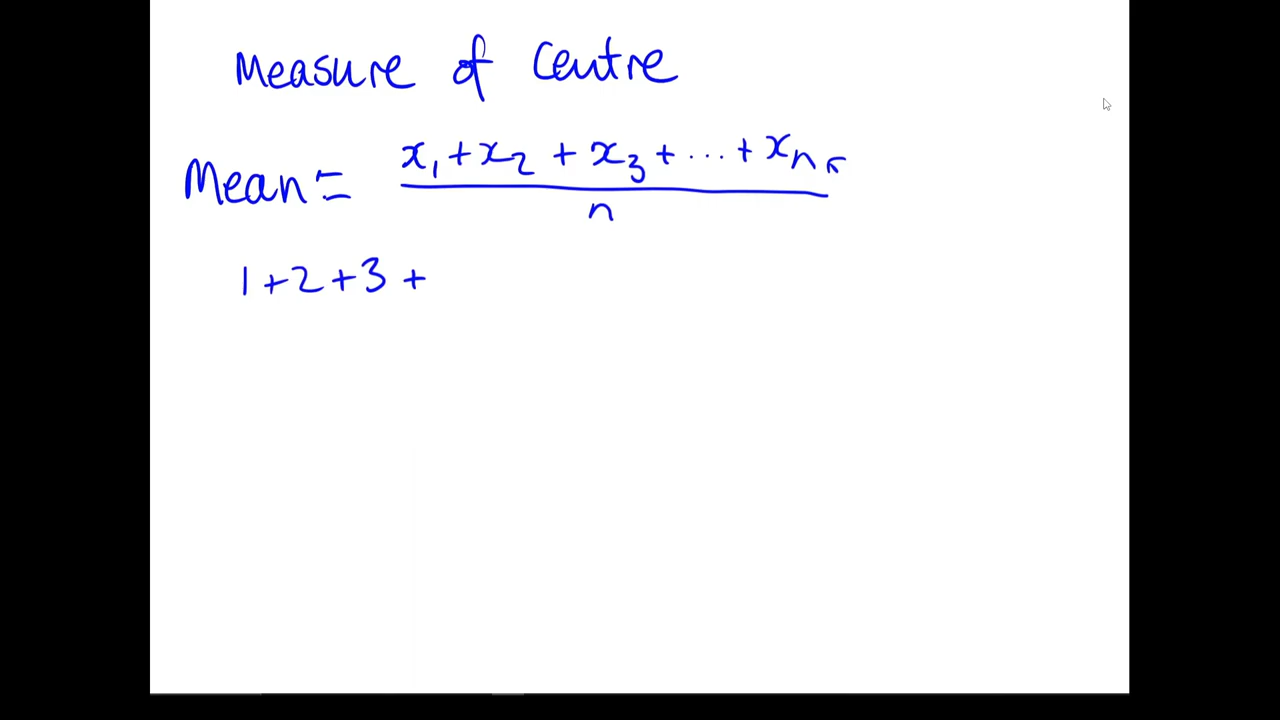 Measure of Centre
Mean = x₁ + x₂ + x₃ + ... + xₙ
n
1 + 2 + 3 +